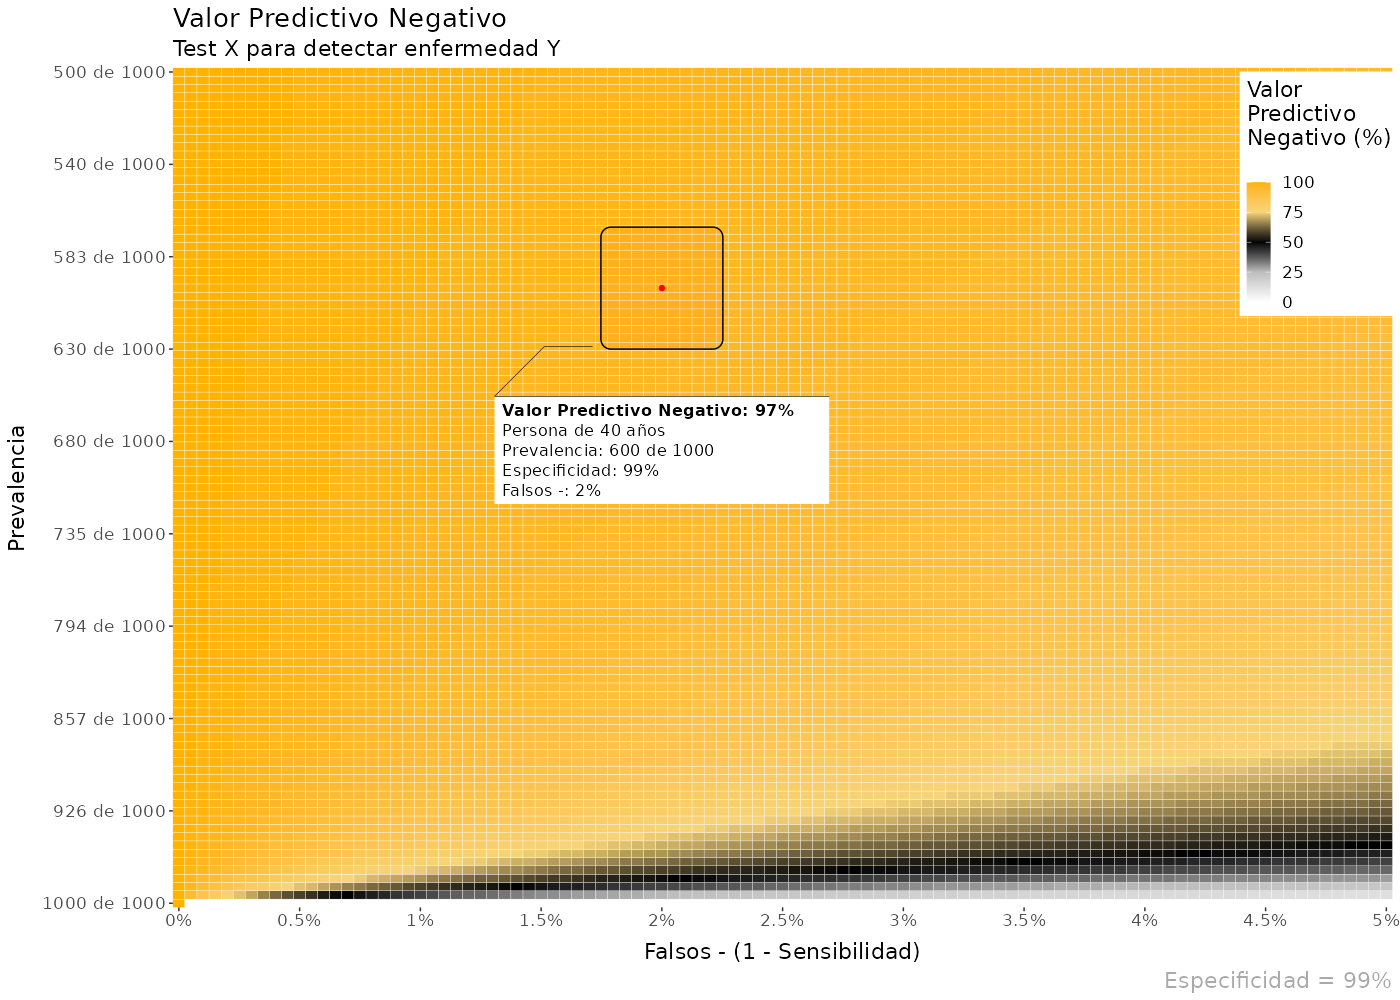 Valor Predictivo Negativo
Test X para detectar enfermedad Y
Prevalencia
500 de 1000
540 de 1000
583 de 1000
630 de 1000
680 de 1000
735 de 1000
794 de 1000
857 de 1000
926 de 1000
1000 de 1000
Valor
Predictivo
Negativo (%)
100
75
50
25
0
Valor Predictivo Negativo: 97%
Persona de 40 años
Prevalencia: 600 de 1000
Especificidad: 99%
Falsos -: 2%
0% 0.5% 1% 1.5% 2% 2.5% 3% 3.5% 4% 4.5% 5%
Falsos - (1 - Sensibilidad)
Especificidad = 99%